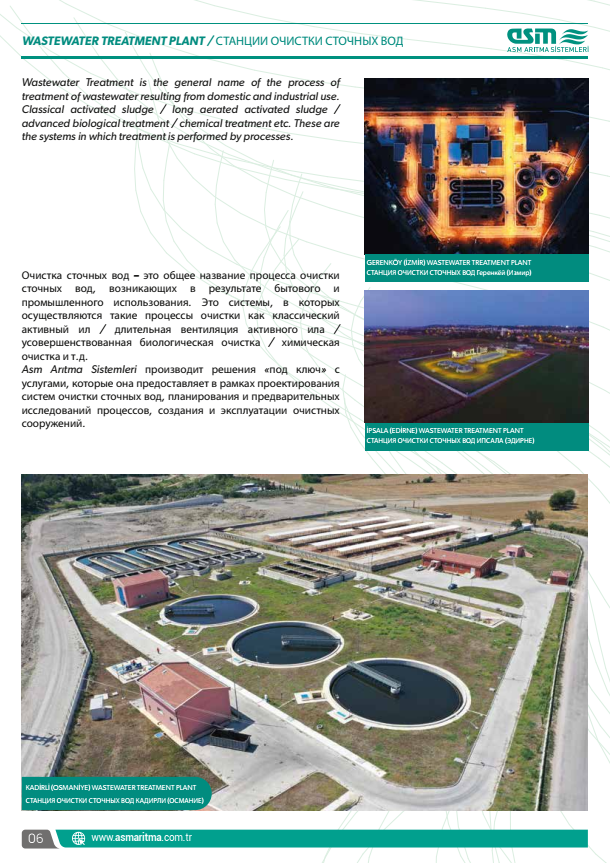 WASTEWATER TREATMENT PLANT / СТАНЦИИ ОЧИСТКИ СТОЧНЫХ ВОД
asm
ASM ARITMA SİSTEMLERİ
Wastewater Treatment is the general name of the process of
treatment of wastewater resulting from domestic and industrial use.
Classical activated sludge / long aerated activated sludge /
advanced biological treatment / chemical treatment etc. These are
the systems in which treatment is performed by processes.
GERENKÖY (İZMİR) WASTEWATER TREATMENT PLANT
СТАНЦИЯ ОЧИСТКИ СТОЧНЫХ ВОД Геренкёй (Измир)
Очистка сточных вод – это общее название процесса очистки
сточных вод, возникающих в результате бытового и
промышленного использования. Это системы, в которых
осуществляются такие процессы очистки как классический
активный ил / длительная вентиляция активного ила /
усовершенствованная биологическая очистка / химическая
очистка и т.д.
Asm Arıtma Sistemleri производит решения «под ключ» с
услугами, которые она предоставляет в рамках проектирования
систем очистки сточных вод, планирования и предварительных
исследований процессов, создания и эксплуатации очистных
сооружений.
İPSALA (EDİRNE) WASTEWATER TREATMENT PLANT
СТАНЦИЯ ОЧИСТКИ СТОЧНЫХ ВОД ИПСАЛА (ЭДИРНЕ)
KADİRLİ (OSMANİYE) WASTEWATER TREATMENT PLANT
СТАНЦИЯ ОЧИСТКИ СТОЧНЫХ ВОД КАДИРЛИ (ОСМАНИЕ)
06
www.asmaritma.com.tr